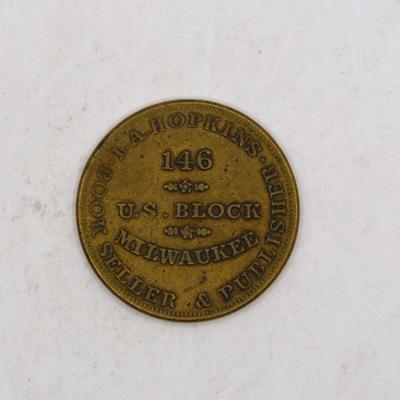 I.A. HOPKINS. BOOK SELLER & PUBLISHER
146
U.S. BLOCK
MILWAUKEE